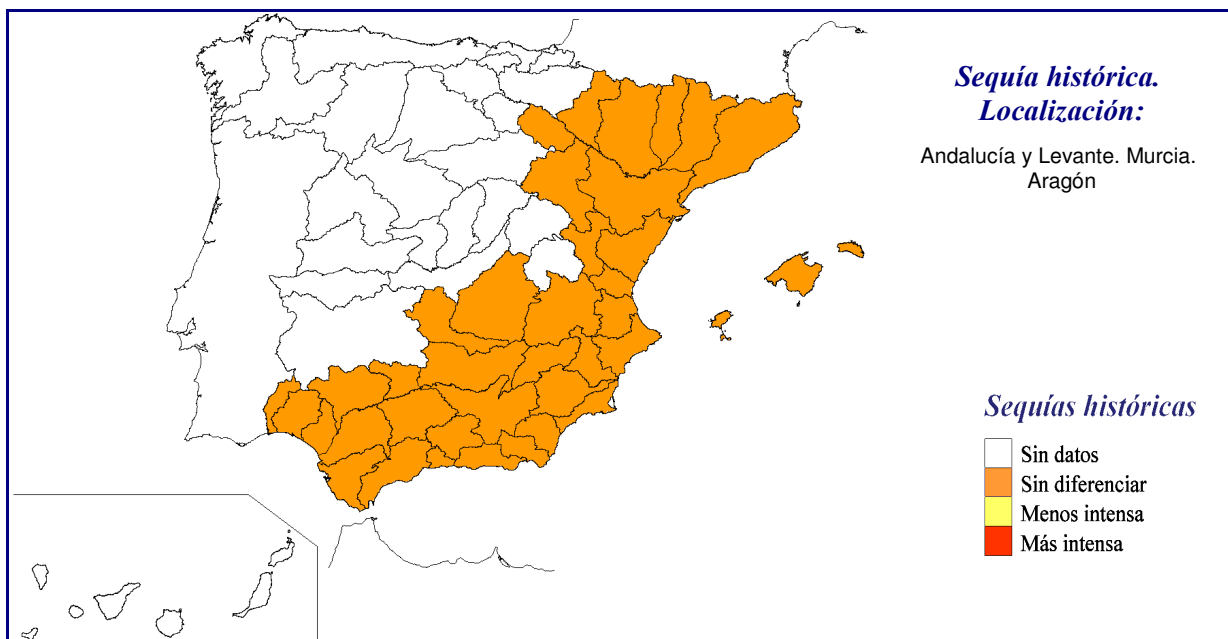 Sequía histórica.
Localización:
Andalucía y Levante. Murcia.
Aragón
Sequías históricas
Sin datos
Sin diferenciar
Menos intensa
Más intensa